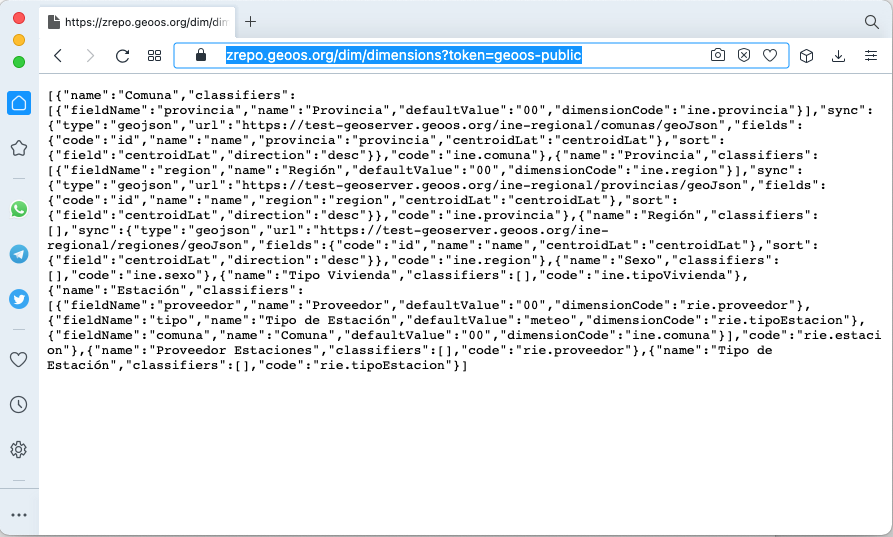 https://zrepo.geoos.org/dim/dim
zrepo.geoos.org/dim/dimensions?token=geoos-public
[{"name":"Comuna","classifiers":
[{"fieldName":"provincia","name":"Provincia","defaultValue":"00","dimensionCode":"ine.provincia"}],"sync":
{"type":"geojson","url":"https://test-geoserver.geoos.org/ine-regional/comunas/geoJson","fields":
{"code":"id","name":"name","provincia":"provincia","centroidLat":"centroidLat"},"sort":
{"field":"centroidLat","direction":"desc"}},"code":"ine.comuna"},{"name":"Provincia","classifiers":
[{"fieldName":"region","name":"Región","defaultValue":"00","dimensionCode":"ine.region"}],"sync":
{"type":"geojson","url":"https://test-geoserver.geoos.org/ine-regional/provincias/geoJson","fields":
{"code":"id","name":"name","region":"region","centroidLat":"centroidLat"},"sort":
{"field":"centroidLat","direction":"desc"}},"code":"ine.provincia"},{"name":"Región","classifiers":
[],"sync":{"type":"geojson","url":"https://test-geoserver.geoos.org/ine-
regional/regiones/geoJson","fields":{"code":"id","name":"name","centroidLat":"centroidLat"},"sort":
{"field":"centroidLat","direction":"desc"}},"code":"ine.region"},{"name":"Sexo","classifiers":
[],"code":"ine.sexo"},{"name":"Tipo Vivienda","classifiers":[],"code":"ine.tipoVivienda"},
{"name":"Estación","classifiers":
[{"fieldName":"proveedor","name":"Proveedor","defaultValue":"00","dimensionCode":"rie.proveedor"},
{"fieldName":"tipo","name":"Tipo de Estación","defaultValue":"meteo","dimensionCode":"rie.tipoEstacion"},
{"fieldName":"comuna","name":"Comuna","defaultValue":"00","dimensionCode":"ine.comuna"}],"code":"rie.estaci
on"},{"name":"Proveedor Estaciones","classifiers":[],"code":"rie.proveedor"},{"name":"Tipo de
Estación","classifiers":[],"code":"rie.tipoEstacion"}]